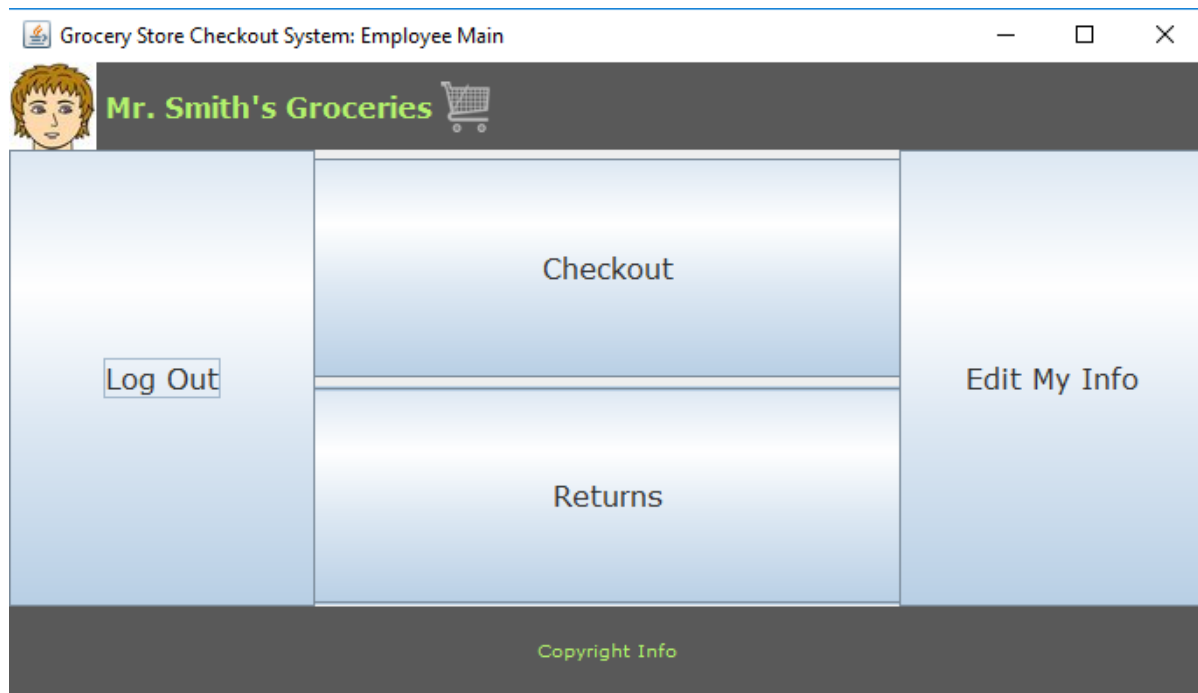 Grocery Store Checkout System: Employee Main
Mr. Smith's Groceries
Checkout
Log Out
Edit My Info
Returns
Copyright Info